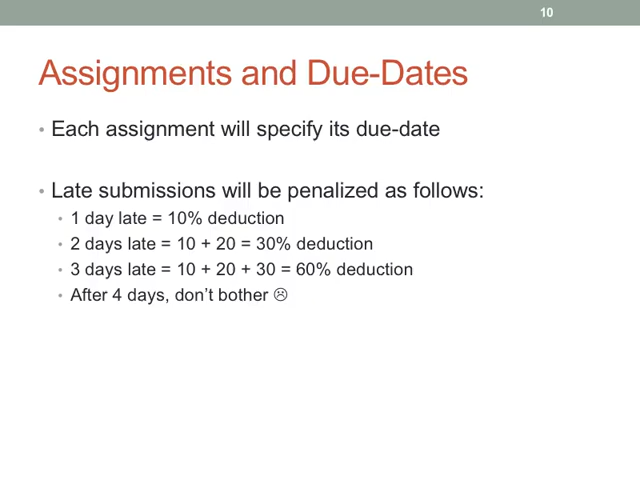 10
Assignments and Due-Dates
• Each assignment will specify its due-date
• Late submissions will be penalized as follows:
• 1 day late = 10% deduction
• 2 days late = 10 + 20 = 30% deduction
• 3 days late = 10 + 20 + 30 = 60% deduction
• After 4 days, don’t bother ☹